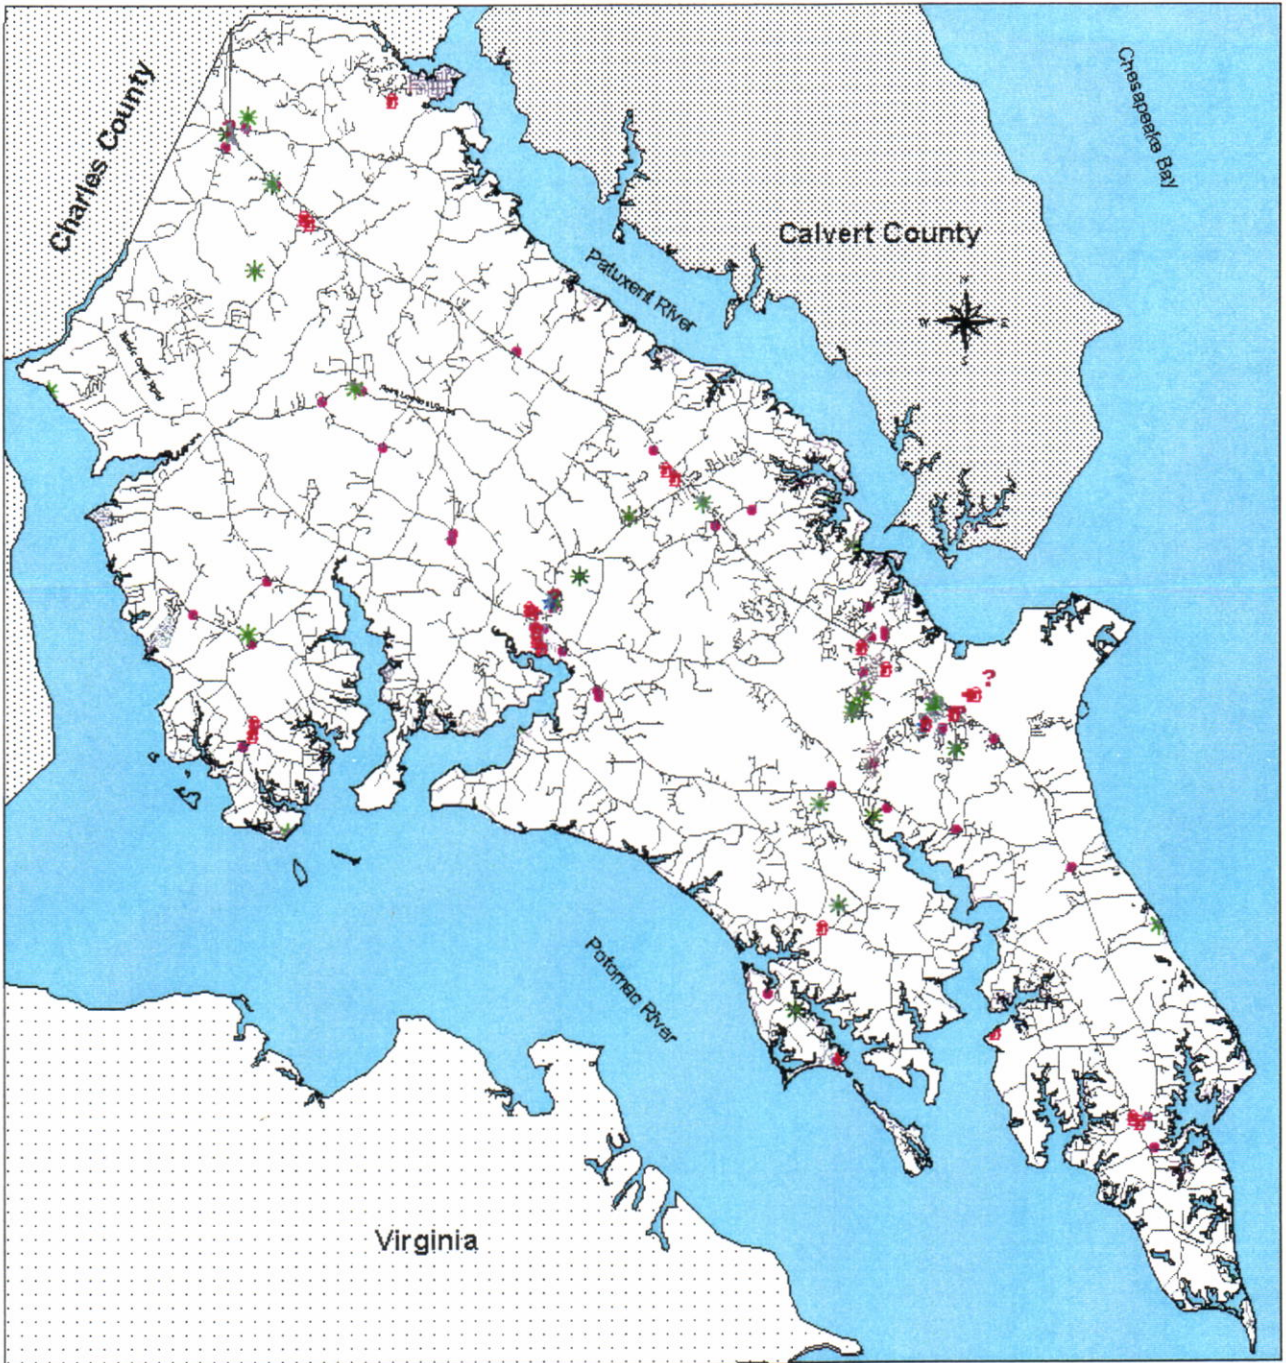 Charles County
Chesapeake Bay
Calvert County
Patuxent River
N
W
E
S
?
Potomac River
Virginia